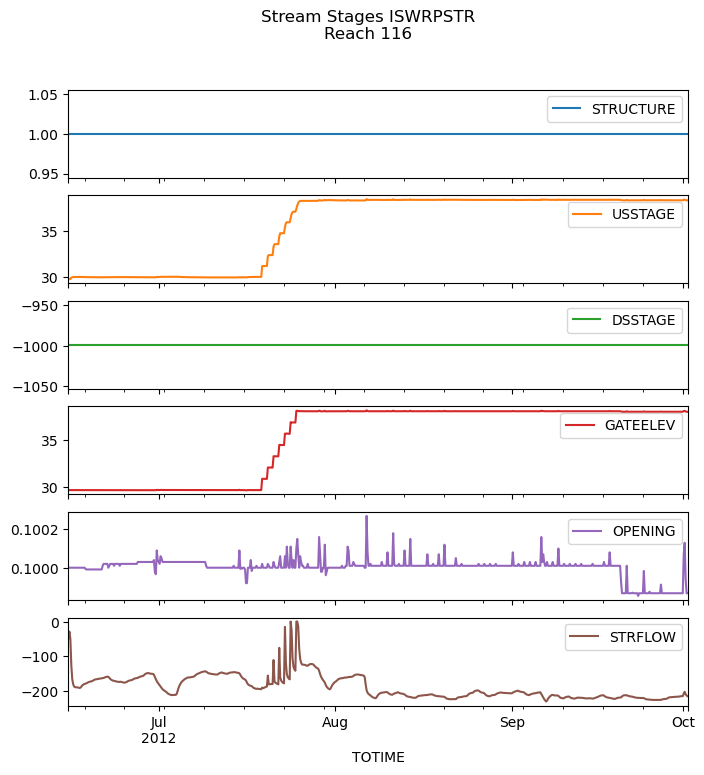 Stream Stages ISWRPSTR
Reach 116
1.05
1.00
0.95
STRUCTURE
35
30
USSTAGE
−950
−1000
−1050
DSSTAGE
35
30
GATEELEV
0.1002
0.1000
OPENING
0
−100
−200
STRFLOW
Jul
2012
Aug
Sep
Oct
TOTIME